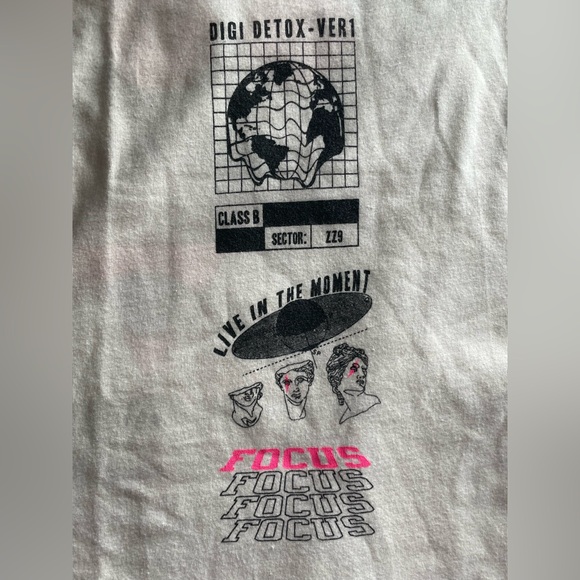 DIGI DETOX-VER1
CLASS B
SECTOR: ZZ9
LIVE IN THE MOMENT
FOCUS
FOCUS
FOCUS
FOCUS